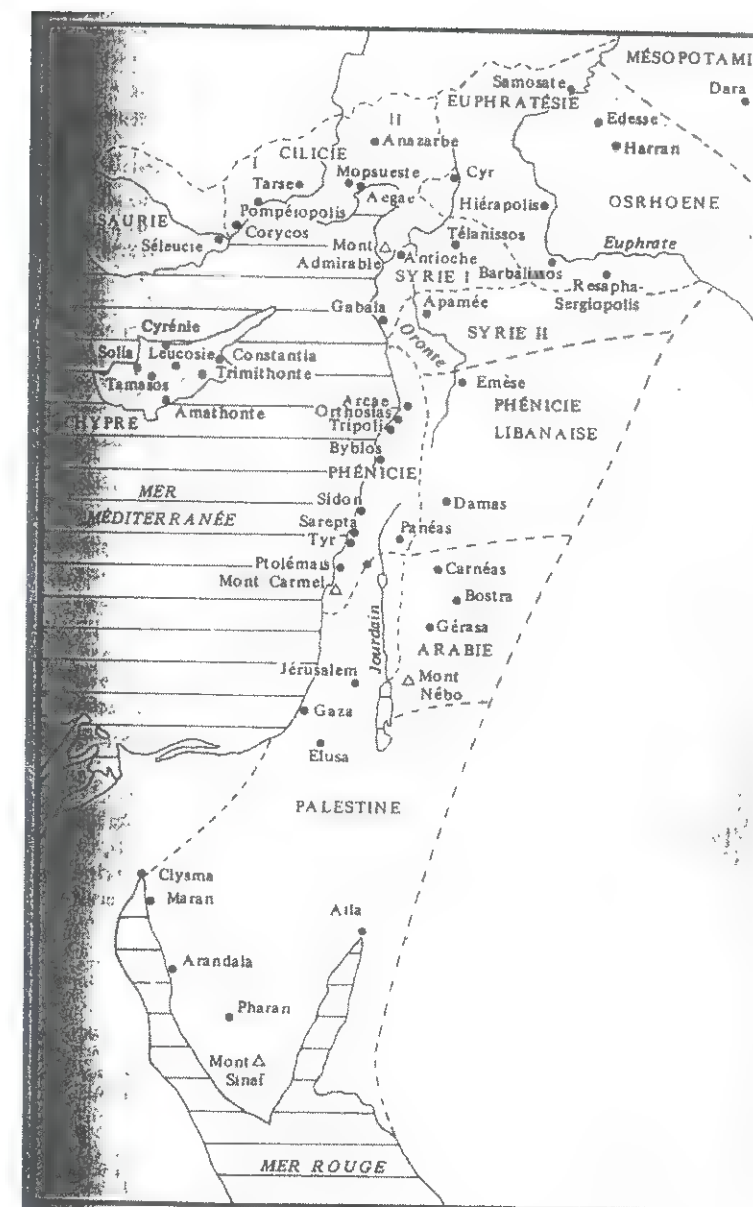 MÉSOPOTAMI
Samosate
EUPHRATÉSIE
Dara
II
Anazarbe
Edesse
Harran
I
CILICIE
Mopsueste
Cyr
Tarse
Aegae
Hiérapolis
OSRHOENE
ISAURIE
Pompéiopolis
Corycos
Séleucie
Mont
Admirable
Antioche
Télanissos
Euphrate
SYRIE I
Barbalissos
Resapha-
Sergiopolis
Gabala
Apamée
Oronte
SYRIE II
Cyrénie
Solia
Leucosie
Constantia
Tamasos
Trimithonte
Amathonte
CHYPRE
Emèse
Arcae
Orthosias
Tripoli
Byblos
PHÉNICIE
LIBANAISE
PHÉNICIE
MER
MÉDITERRANÉE
Sidon
Damas
Sarepta
Tyr
Panéas
Ptolémaïs
Mont Carmel
Carnéas
Bostra
Gérasa
ARABIE
Jourdain
Jérusalem
Mont
Nébo
Gaza
Elusa
PALESTINE
Clysma
Maran
Aila
Arandala
Pharan
Mont
Sinaï
MER ROUGE